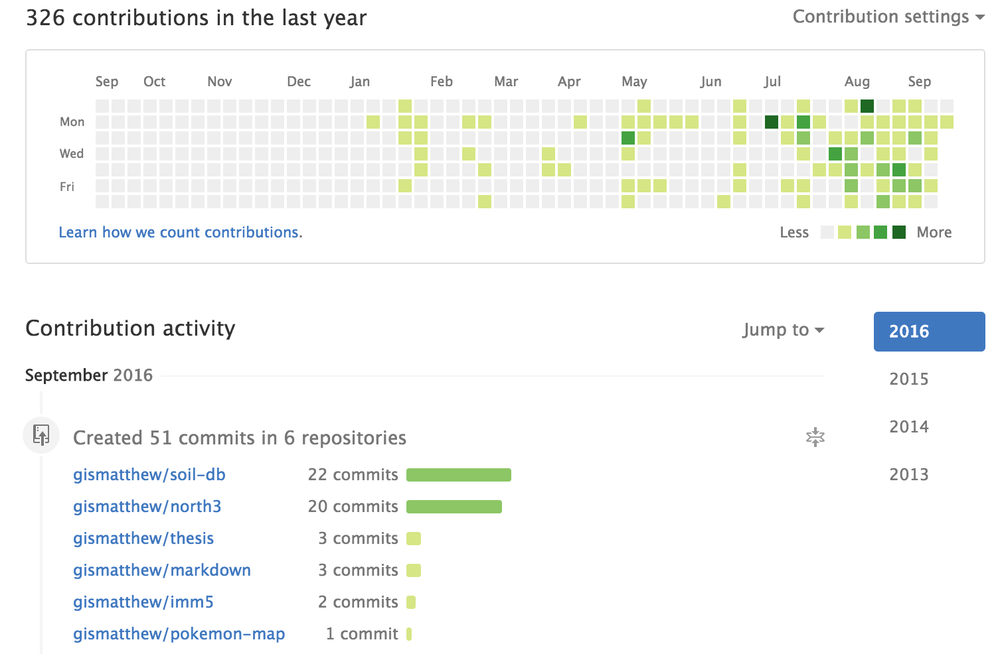 326 contributions in the last year
Contribution settings
Sep Oct Nov Dec Jan Feb Mar Apr May Jun Jul Aug Sep
Mon
Wed
Fri
Learn how we count contributions.
Less More
Contribution activity
Jump to
2016
2015
2014
2013
September 2016
Created 51 commits in 6 repositories
gismatthew/soil-db 22 commits
gismatthew/north3 20 commits
gismatthew/thesis 3 commits
gismatthew/markdown 3 commits
gismatthew/imm5 2 commits
gismatthew/pokemon-map 1 commit